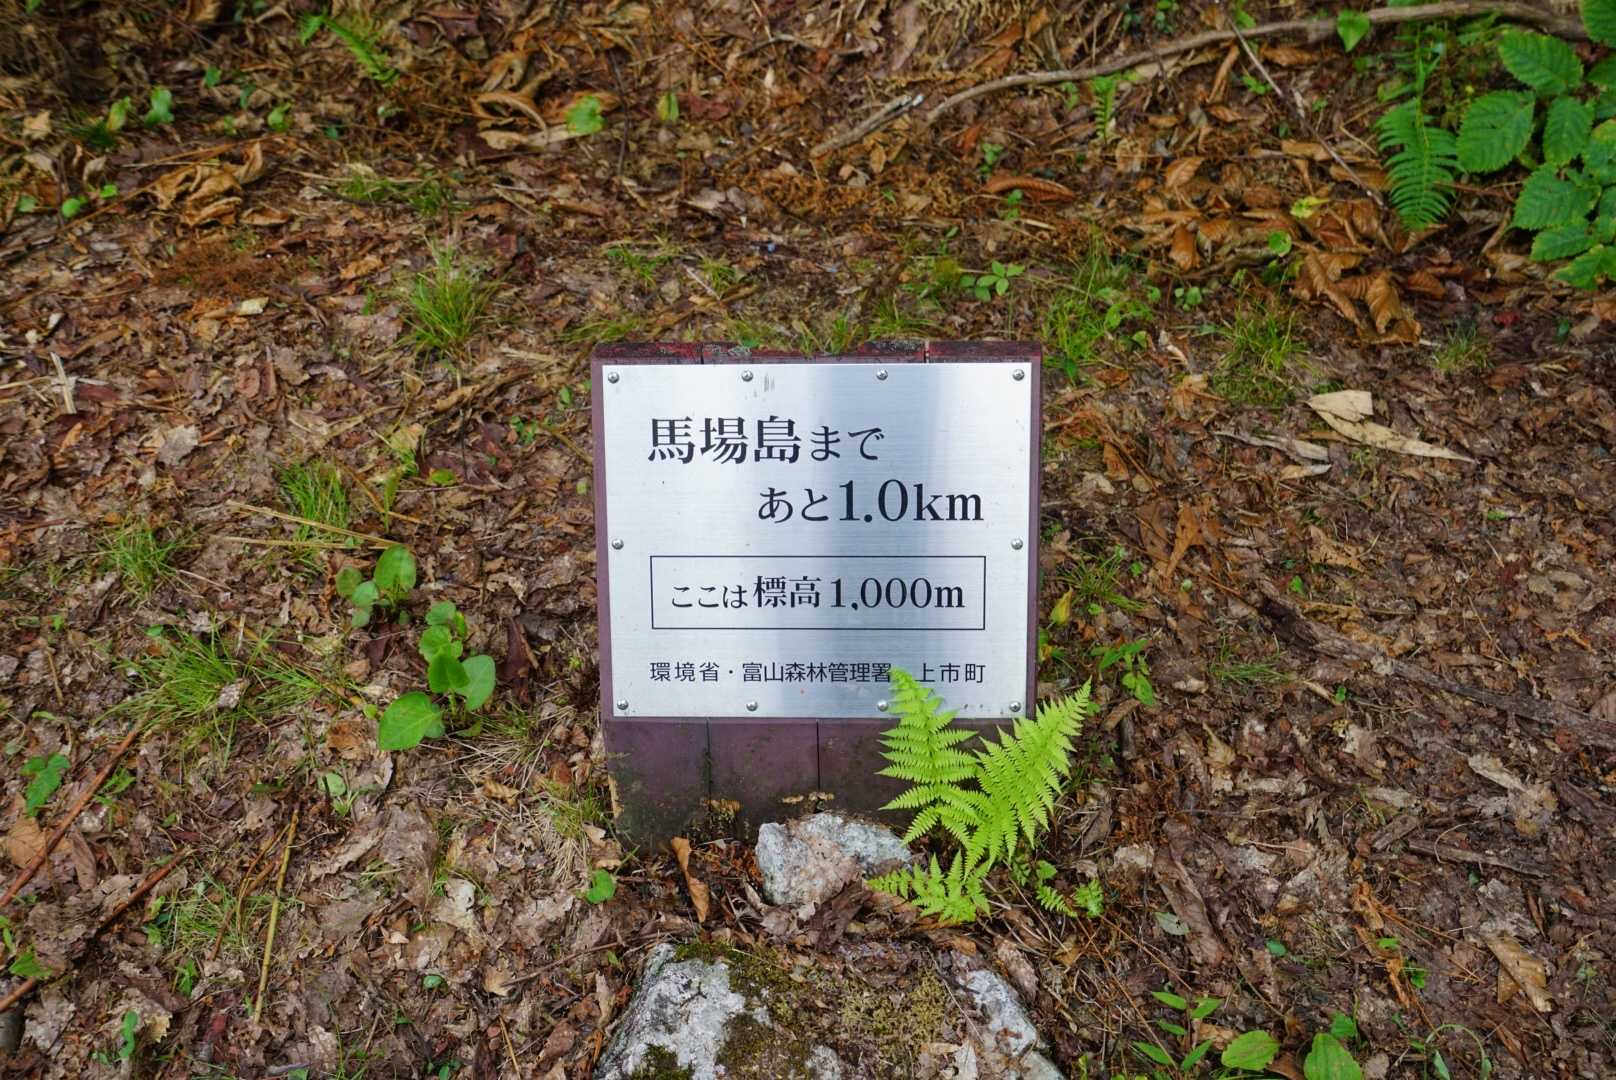 馬場島まで
あと1.0km
ここは標高1,000m
環境省・富山森林管理署 上市町